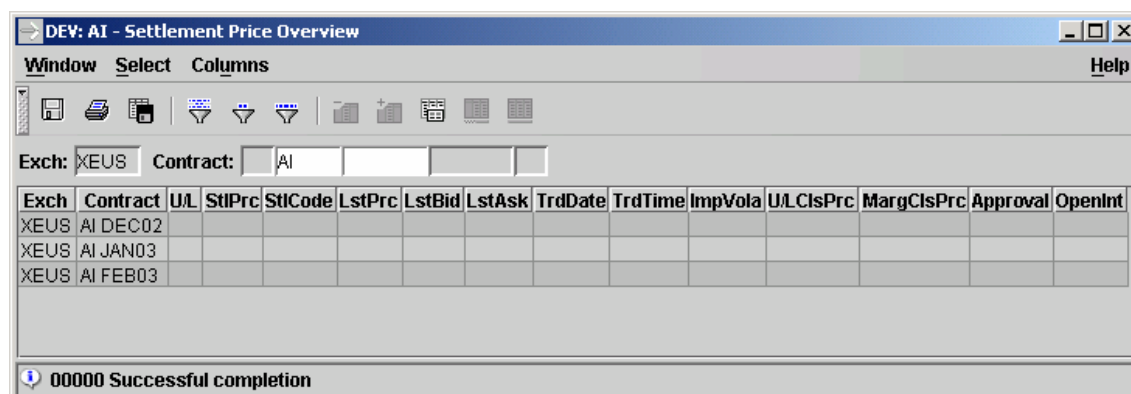 DEV: AI - Settlement Price Overview
Window Select Columns Help
Exch: XEUS Contract: AI
Exch Contract U/L StlPrc StlCode LstPrc LstBid LstAsk TrdDate TrdTime ImpVola U/LClsPrc MargClsPrc Approval OpenInt
XEUS AI DEC02
XEUS AI JAN03
XEUS AI FEB03
00000 Successful completion